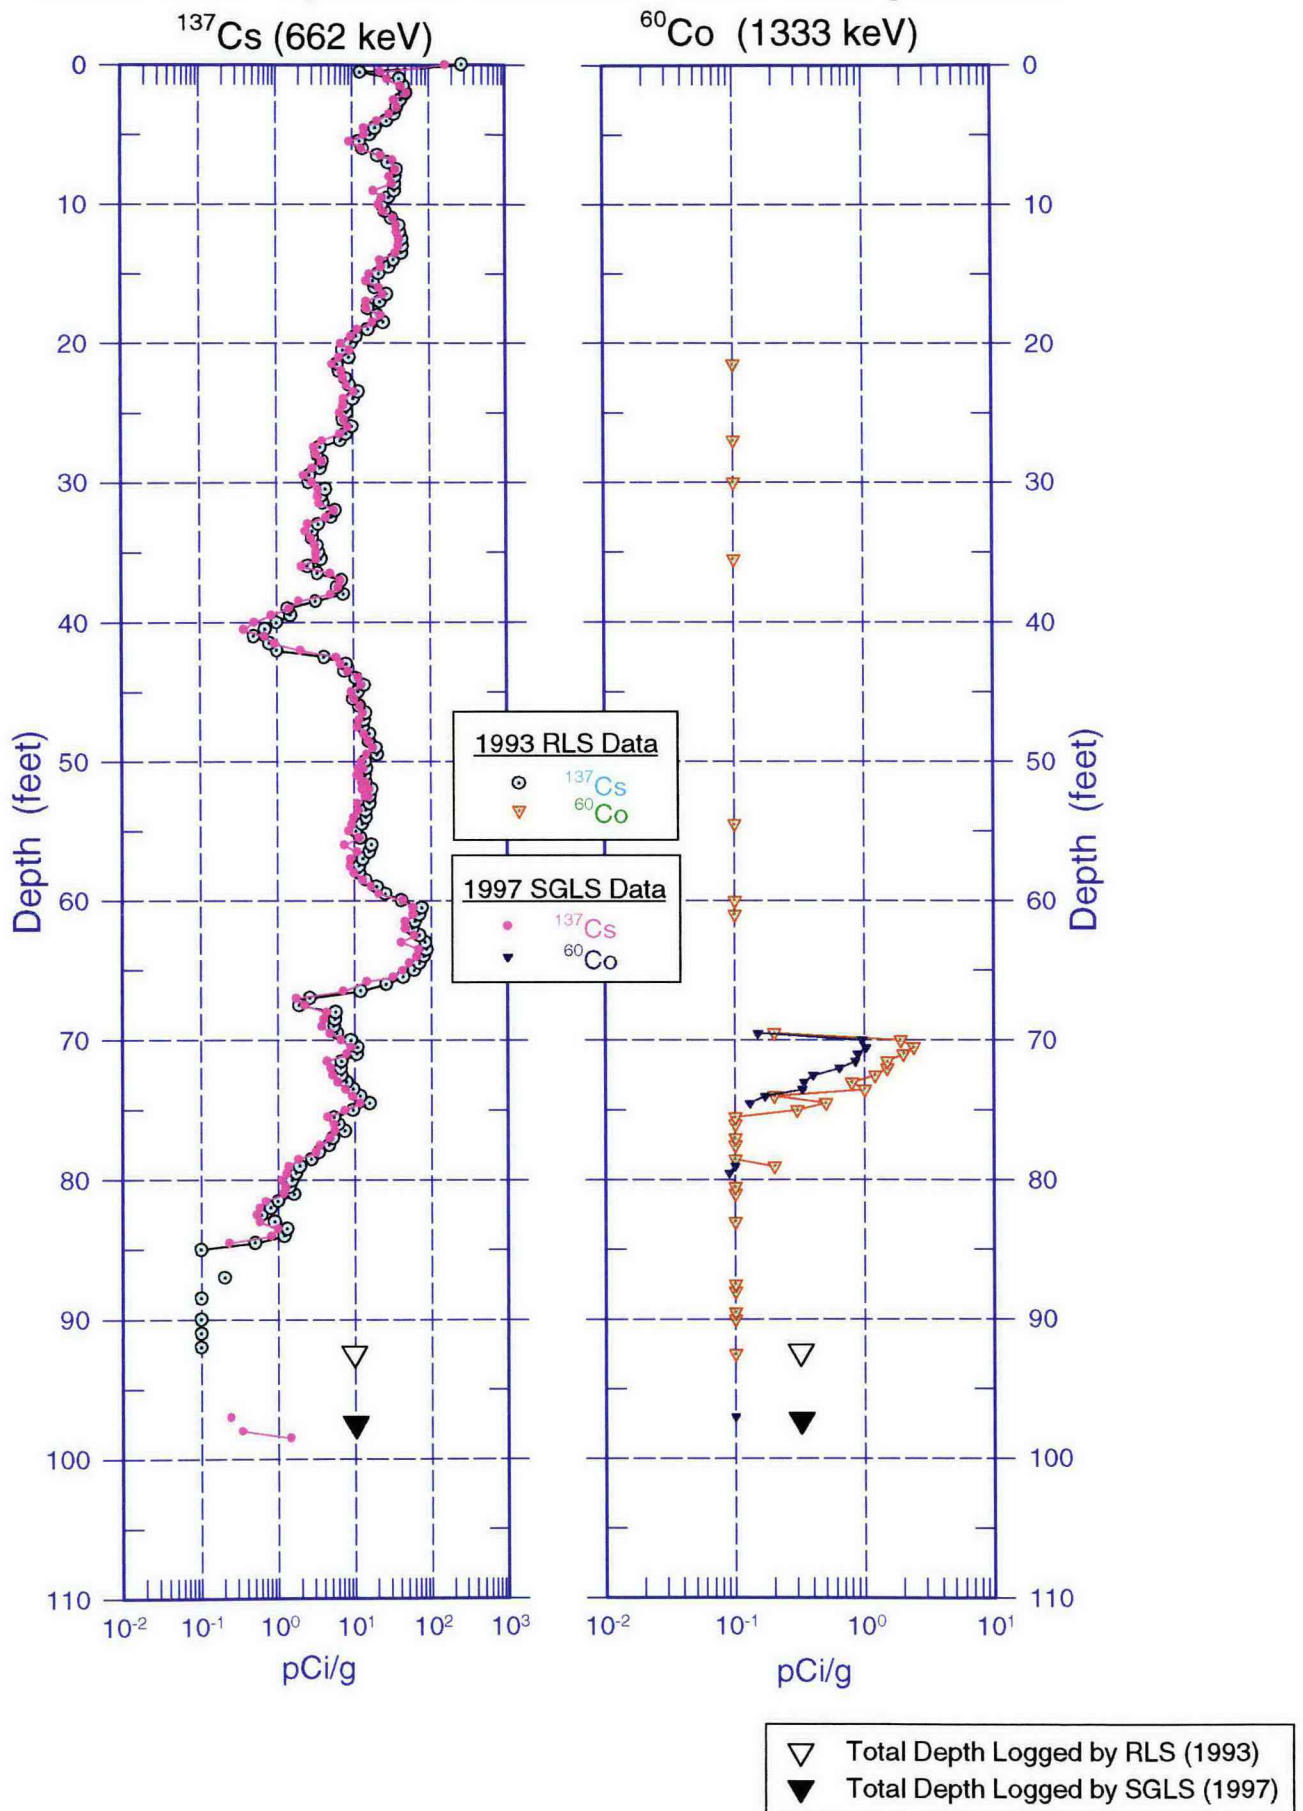 ¹³⁷Cs (662 keV)
⁶⁰Co (1333 keV)
0
10
20
30
40
50
60
70
80
90
100
110
Depth (feet)
10⁻² 10⁻¹ 10⁰ 10¹ 10² 10³
pCi/g
1993 RLS Data
¹³⁷Cs
⁶⁰Co
1997 SGLS Data
¹³⁷Cs
⁶⁰Co
0
10
20
30
40
50
60
70
80
90
100
110
Depth (feet)
10⁻² 10⁻¹ 10⁰ 10¹
pCi/g
Total Depth Logged by RLS (1993)
Total Depth Logged by SGLS (1997)